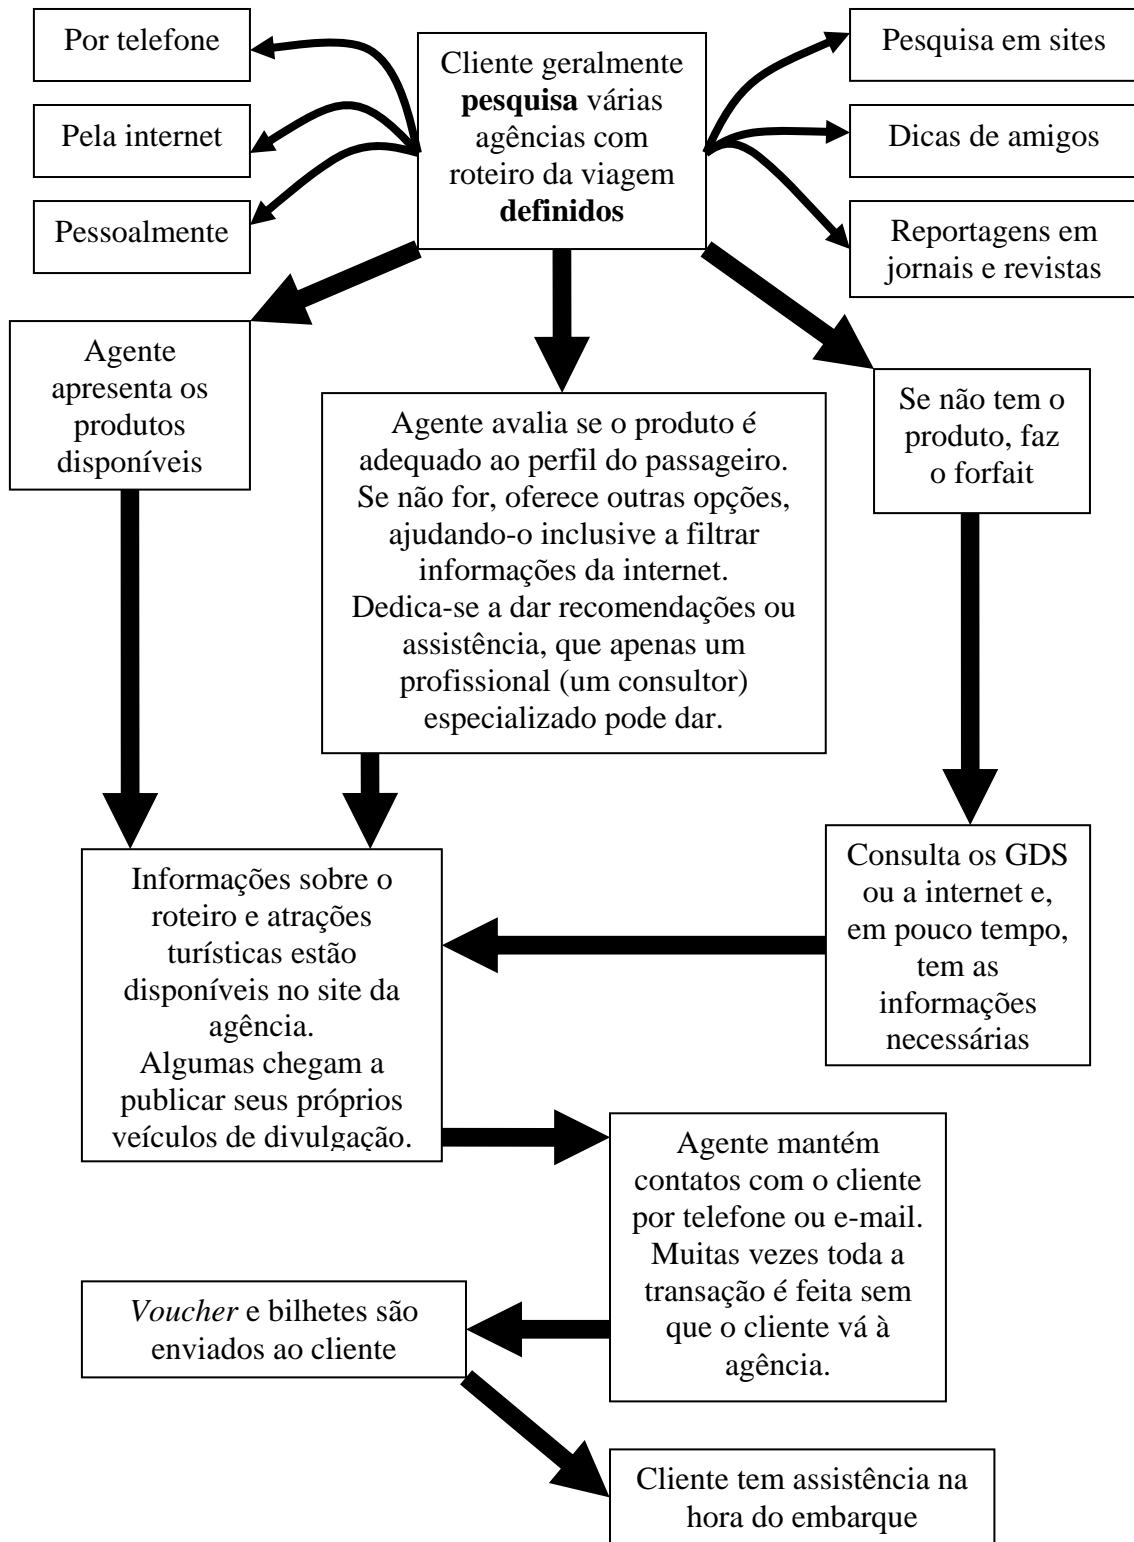 Por telefone
Pela internet
Pessoalmente
Cliente geralmente
pesquisa várias
agências com
roteiro da viagem
definidos
Pesquisa em sites
Dicas de amigos
Reportagens em
jornais e revistas
Agente
apresenta os
produtos
disponíveis
Agente avalia se o produto é
adequado ao perfil do passageiro.
Se não for, oferece outras opções,
ajudando-o inclusive a filtrar
informações da internet.
Dedica-se a dar recomendações ou
assistência, que apenas um
profissional (um consultor)
especializado pode dar.
Se não tem o
produto, faz
o forfait
Informações sobre o
roteiro e atrações
turísticas estão
disponíveis no site da
agência.
Algumas chegam a
publicar seus próprios
veículos de divulgação.
Consulta os GDS
ou a internet e,
em pouco tempo,
tem as
informações
necessárias
Agente mantém
contatos com o cliente
por telefone ou e-mail.
Muitas vezes toda a
transação é feita sem
que o cliente vá à
agência.
Voucher e bilhetes são
enviados ao cliente
Cliente tem assistência na
hora do embarque